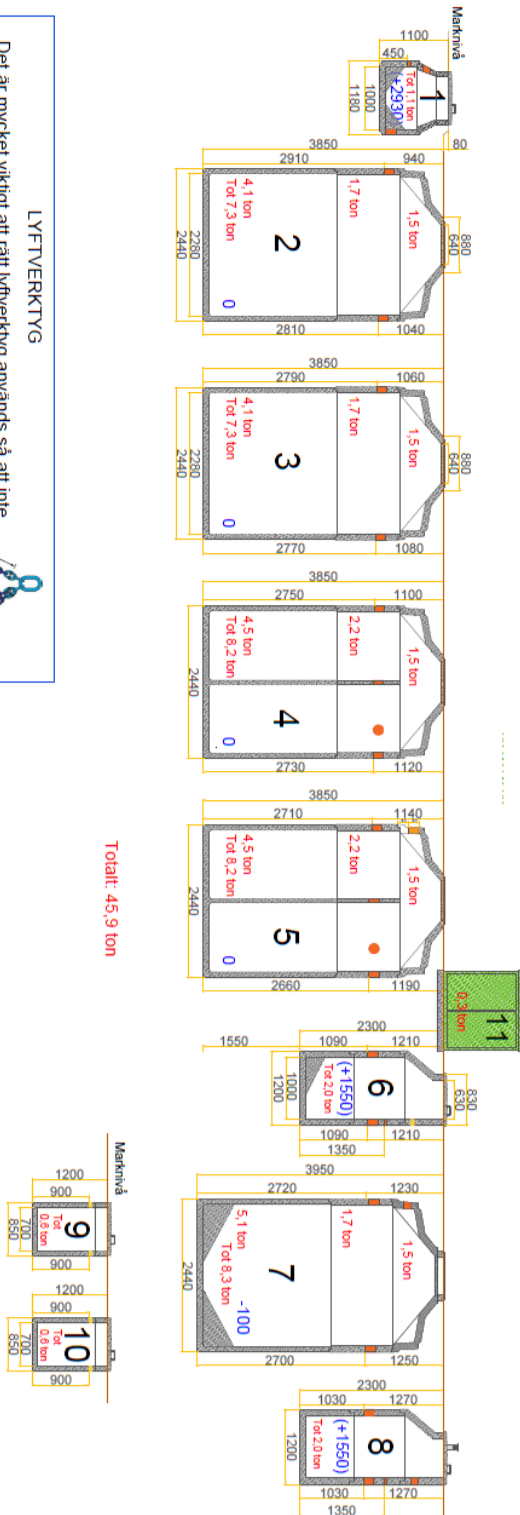 Marknivå
1100
450
1
Tot 1,1 ton
(+2930)
1000
1180
80
3850
2910
940
1,5 ton
640
880
1,7 ton
2
4,1 ton
Tot 7,3 ton
0
2280
2440
2810
1040
3850
2790
1060
1,5 ton
640
880
1,7 ton
3
4,1 ton
Tot 7,3 ton
0
2280
2440
2770
1080
3850
2750
1100
1,5 ton
2,2 ton
4
4,5 ton
Tot 8,2 ton
0
2440
2730
1120
3850
2710
1140
1,5 ton
2,2 ton
5
4,5 ton
Tot 8,2 ton
0
2440
2660
1190
11
0,3 ton
1550
2300
1090
1210
830
630
6
(+1550)
Tot 2,0 ton
1000
1200
1090
1210
1350
3950
2720
1230
1,5 ton
1,7 ton
7
5,1 ton
Tot 8,3 ton
-100
2440
2700
1250
2300
1030
1270
8
(+1550)
Tot 2,0 ton
1200
1030
1270
1350
Totalt: 45,9 ton
Marknivå
1200
900
9
Tot
0,6 ton
700
850
900
1200
900
10
Tot
0,6 ton
700
850
900
LYFTVERKTYG
Det är mycket viktigt att rätt lyftverktyg används så att inte